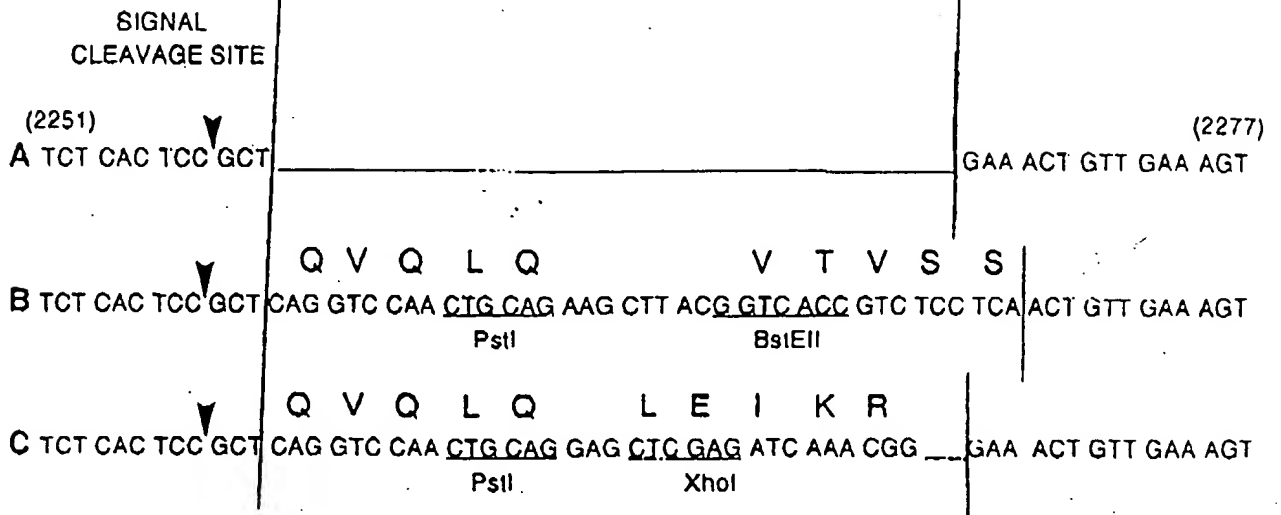 SIGNAL
CLEAVAGE SITE
(2251) (2277)
A TCT CAC TCC GCT GAA ACT GTT GAA AGT
Q V Q L Q V T V S S
B TCT CAC TCC GCT CAG GTC CAA CTG CAG AAG CTT ACG GTC ACC GTC TCC TCA ACT GTT GAA AGT
PstI BstEII
Q V Q L Q L E I K R
C TCT CAC TCC GCT CAG GTC CAA CTG CAG GAG CTC GAG ATC AAA CGG GAA ACT GTT GAA AGT
PstI XhoI